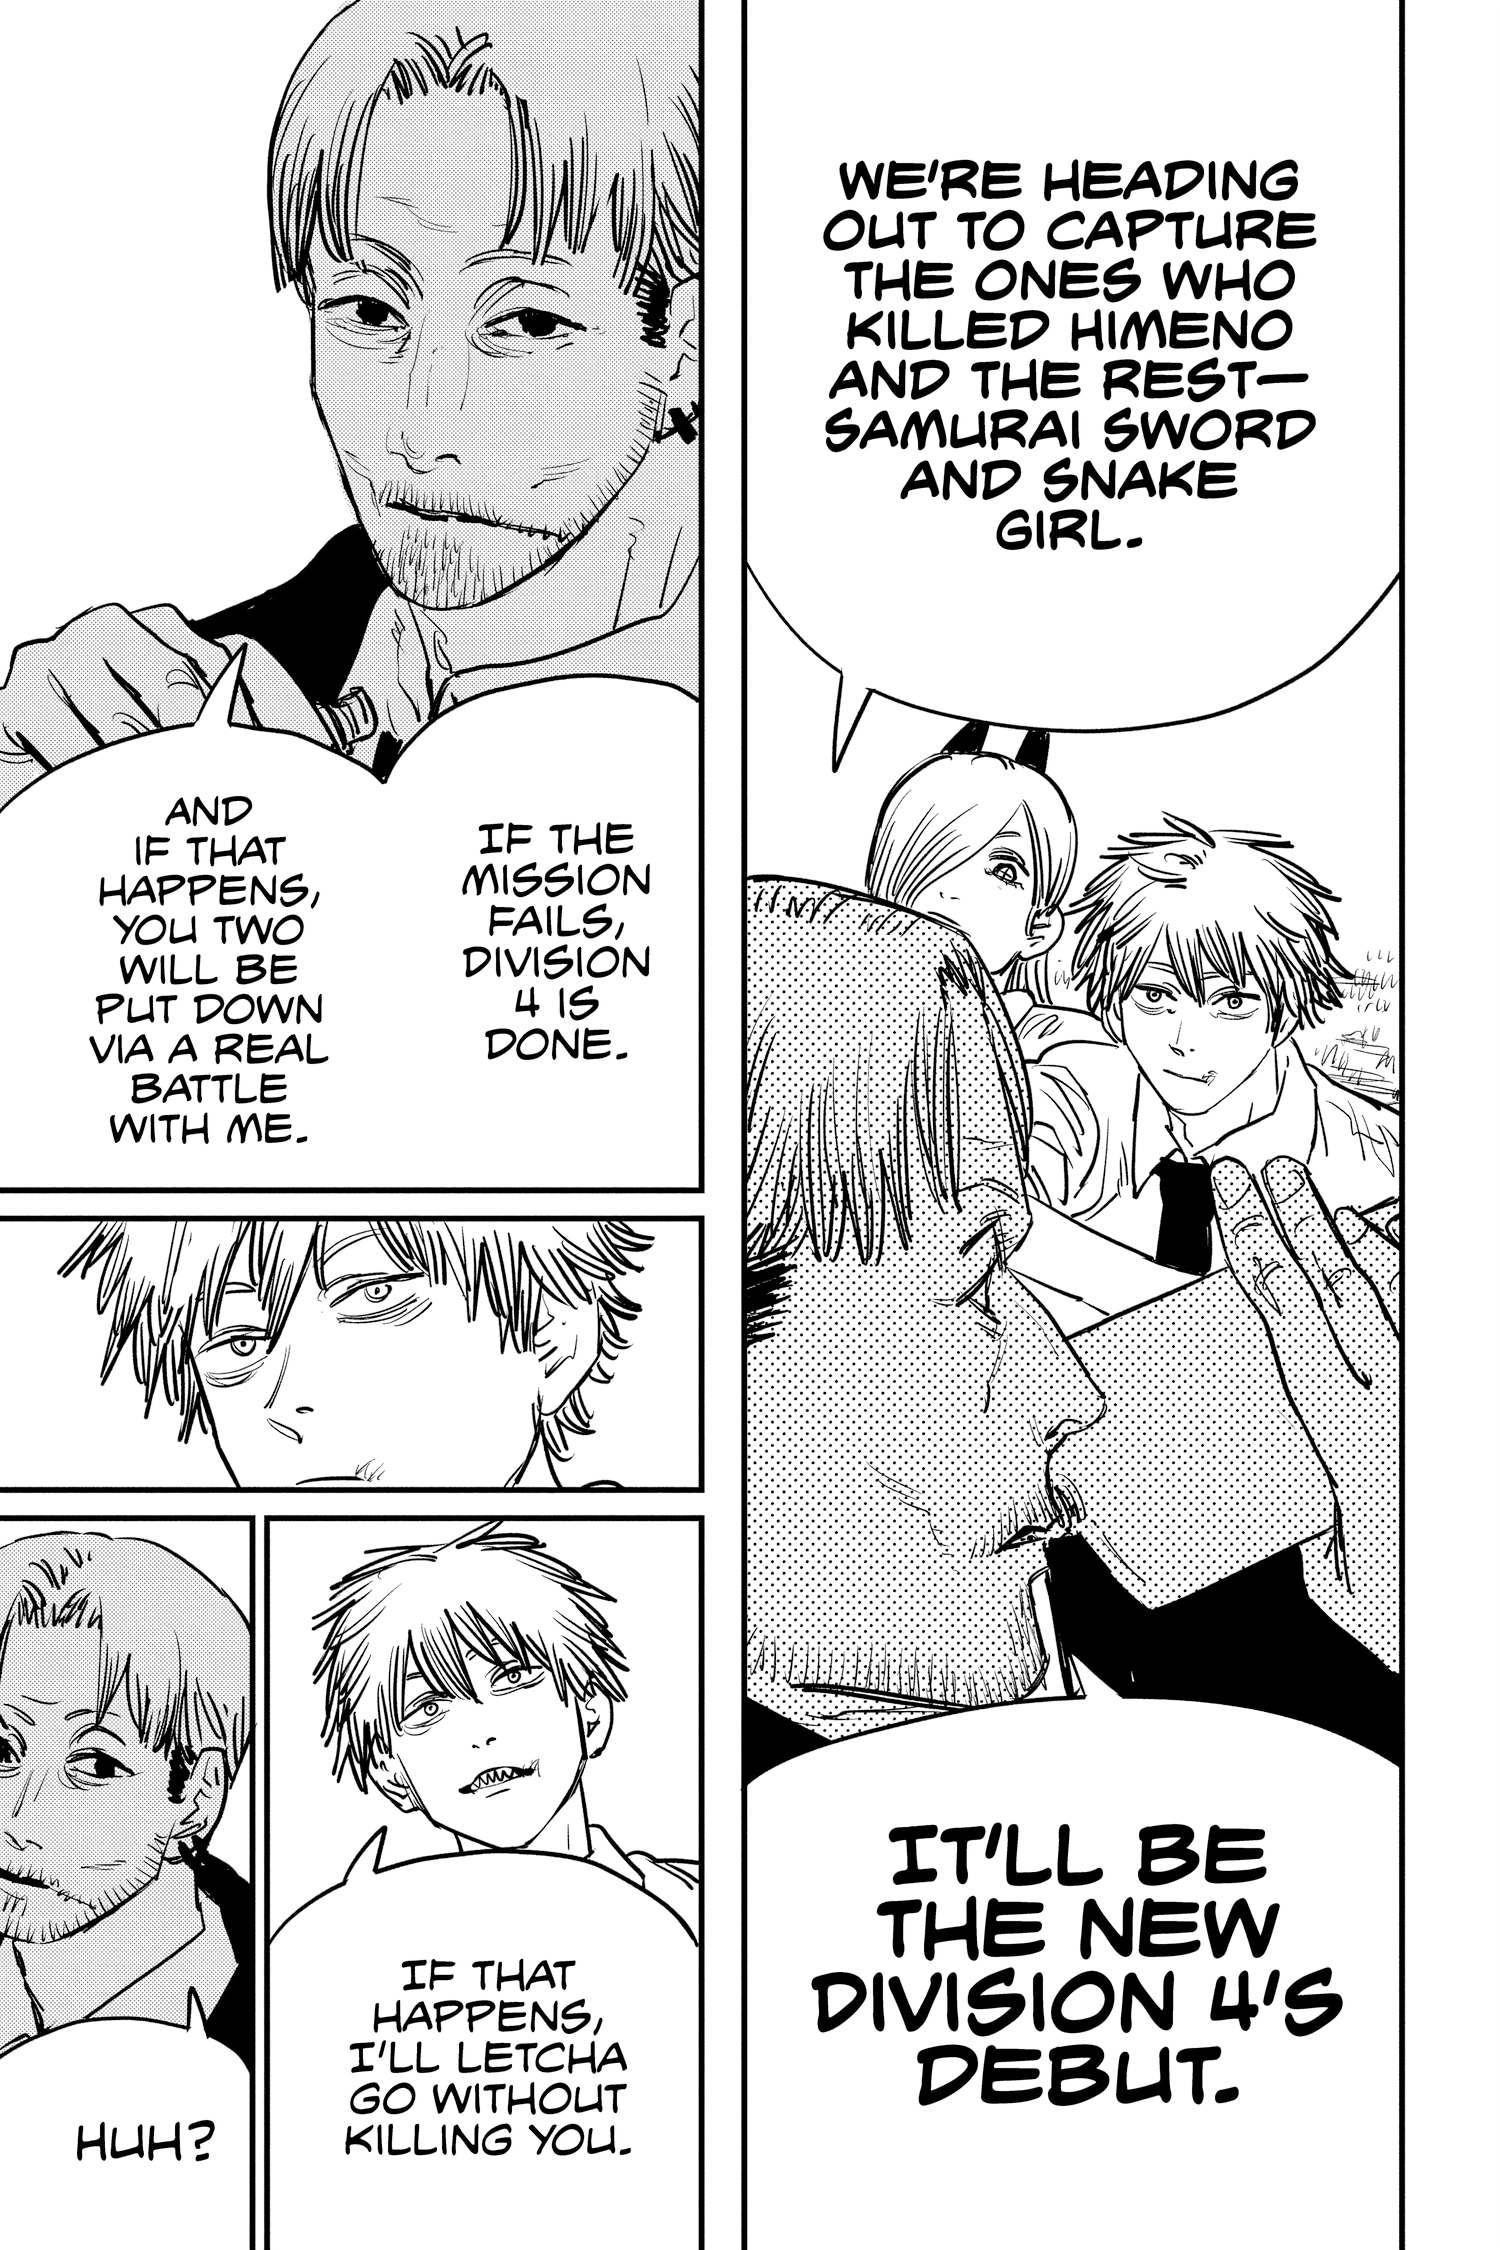 WE'RE HEADING
OUT TO CAPTURE
THE ONES WHO
KILLED HIMENO
AND THE REST—
SAMURAI SWORD
AND SNAKE
GIRL.
IT'LL BE
THE NEW
DIVISION 4'S
DEBUT.
IF THE
MISSION
FAILS,
DIVISION
4 IS
DONE.
AND
IF THAT
HAPPENS,
YOU TWO
WILL BE
PUT DOWN
VIA A REAL
BATTLE
WITH ME.
IF THAT
HAPPENS,
I'LL LETCHA
GO WITHOUT
KILLING YOU.
HUH?